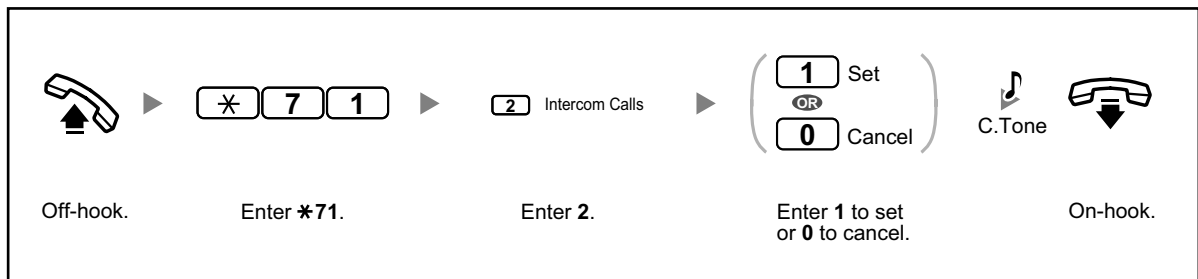 ✱ 7 1
2 Intercom Calls
1 Set
OR
0 Cancel
C.Tone
Off-hook.
Enter ✱71.
Enter 2.
Enter 1 to set
or 0 to cancel.
On-hook.